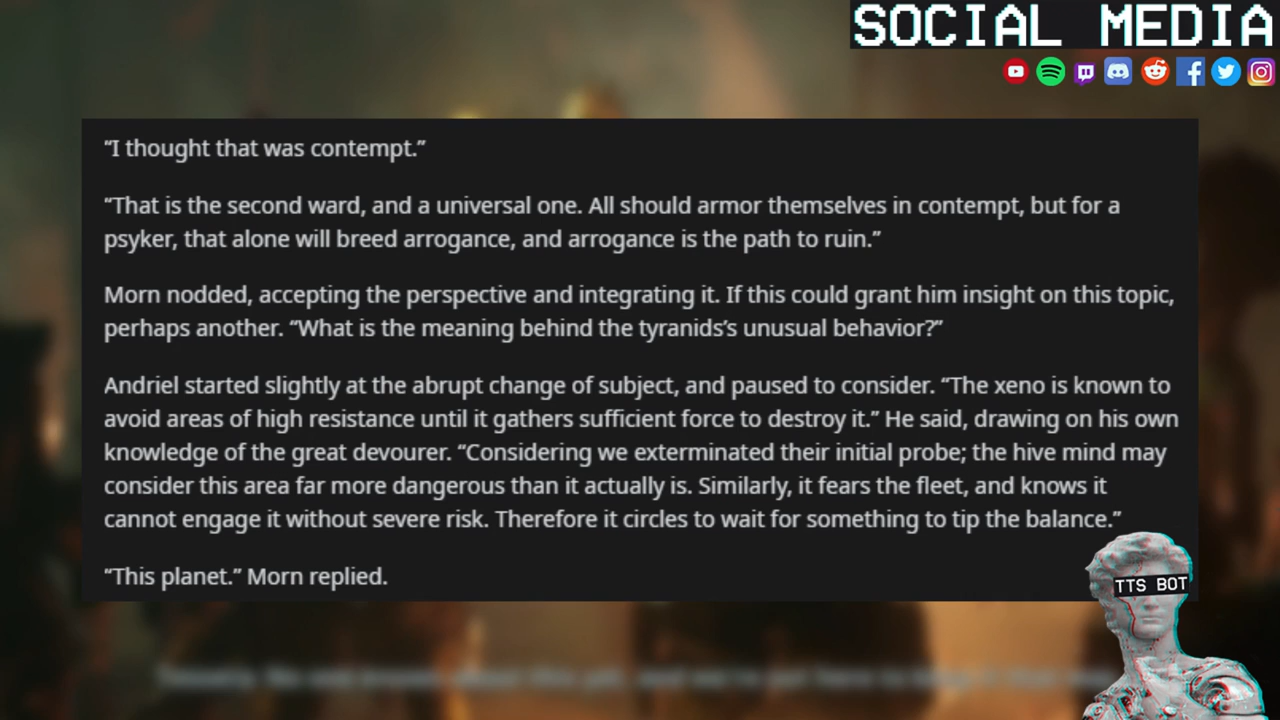 SOCIAL MEDIA
“I thought that was contempt.”
“That is the second ward, and a universal one. All should armor themselves in contempt, but for a
psyker, that alone will breed arrogance, and arrogance is the path to ruin.”
Morn nodded, accepting the perspective and integrating it. If this could grant him insight on this topic,
perhaps another. “What is the meaning behind the tyranids’s unusual behavior?”
Andriel started slightly at the abrupt change of subject, and paused to consider. “The xeno is known to
avoid areas of high resistance until it gathers sufficient force to destroy it.” He said, drawing on his own
knowledge of the great devourer. “Considering we exterminated their initial probe; the hive mind may
consider this area far more dangerous than it actually is. Similarly, it fears the fleet, and knows it
cannot engage it without severe risk. Therefore it circles to wait for something to tip the balance.”
“This planet.” Morn replied.
TTS BOT